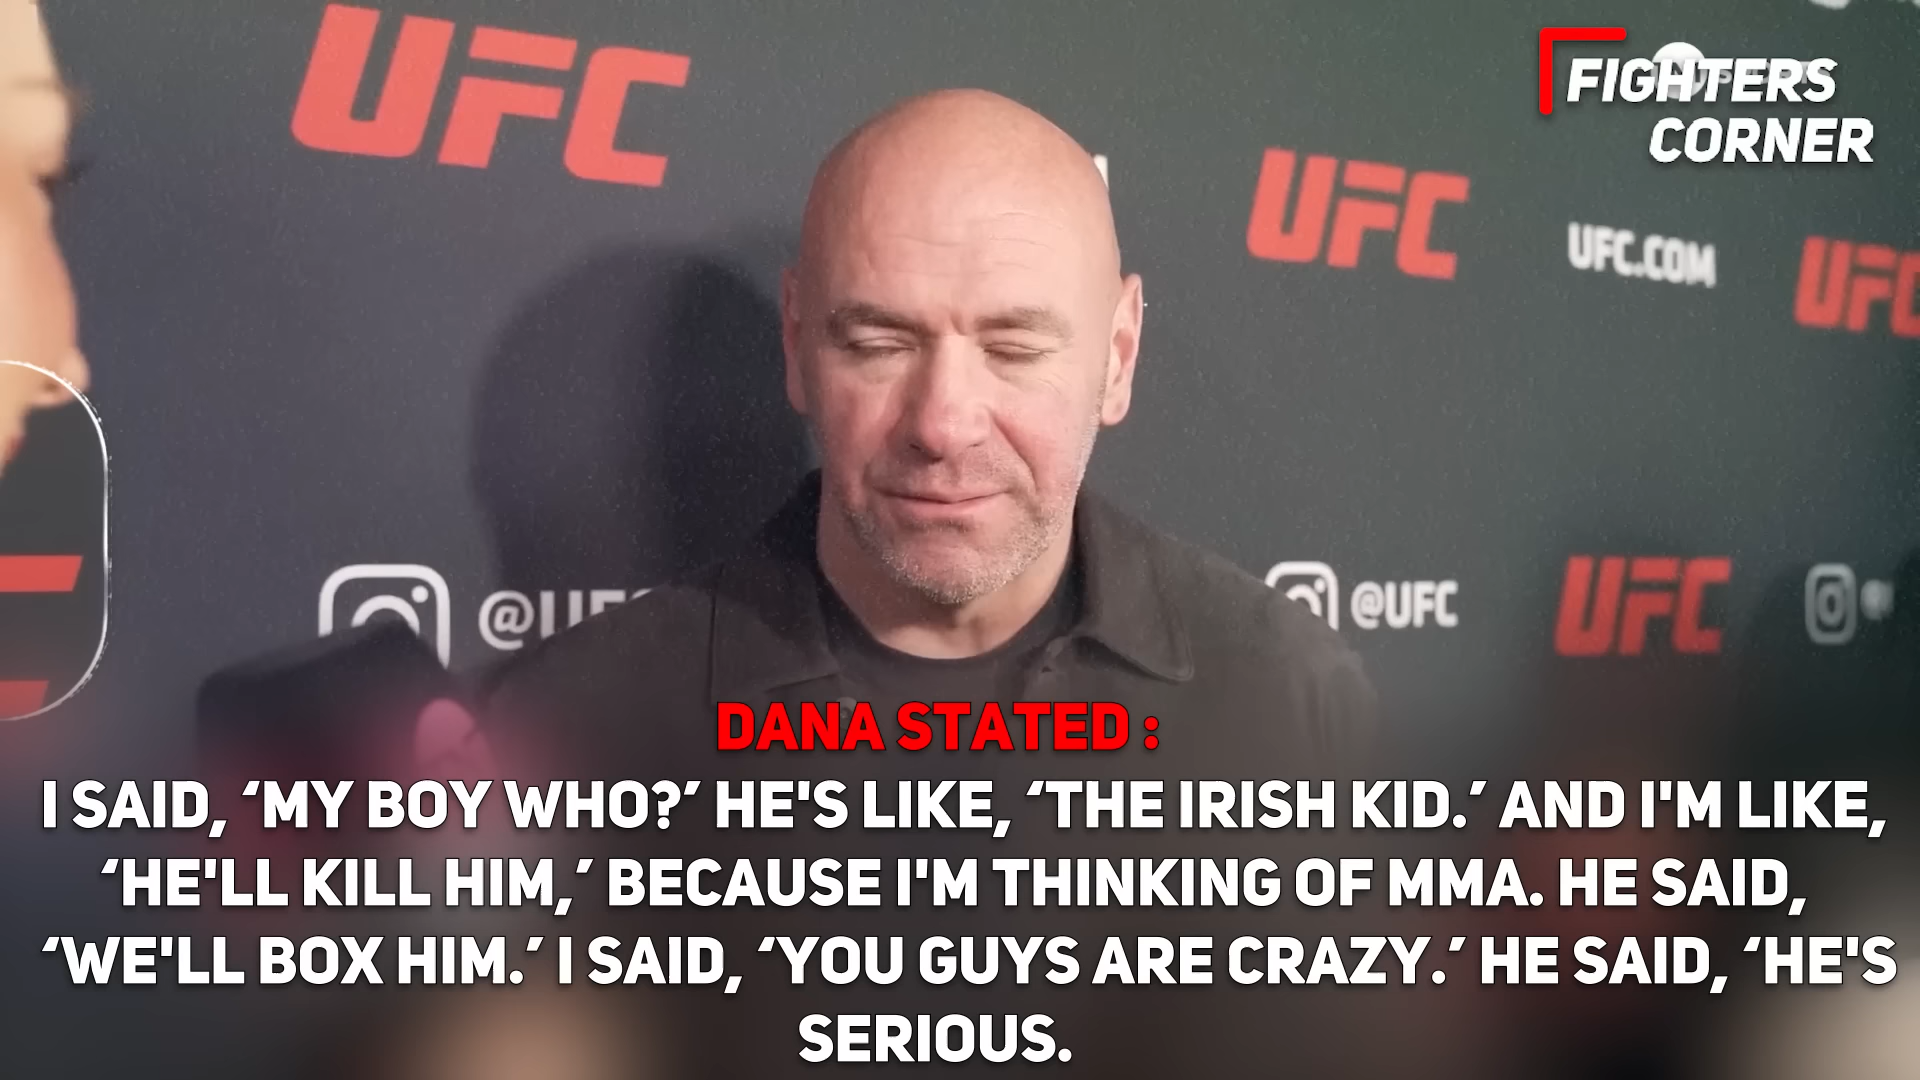 UFC
FIGHTERS
CORNER
UFC
UFC.COM
UFC
@UFC
@UFC
UFC
DANA STATED :
I SAID, ‘MY BOY WHO?’ HE'S LIKE, ‘THE IRISH KID.’ AND I'M LIKE,
‘HE'LL KILL HIM,’ BECAUSE I'M THINKING OF MMA. HE SAID,
‘WE'LL BOX HIM.’ I SAID, ‘YOU GUYS ARE CRAZY.’ HE SAID, ‘HE'S
SERIOUS.